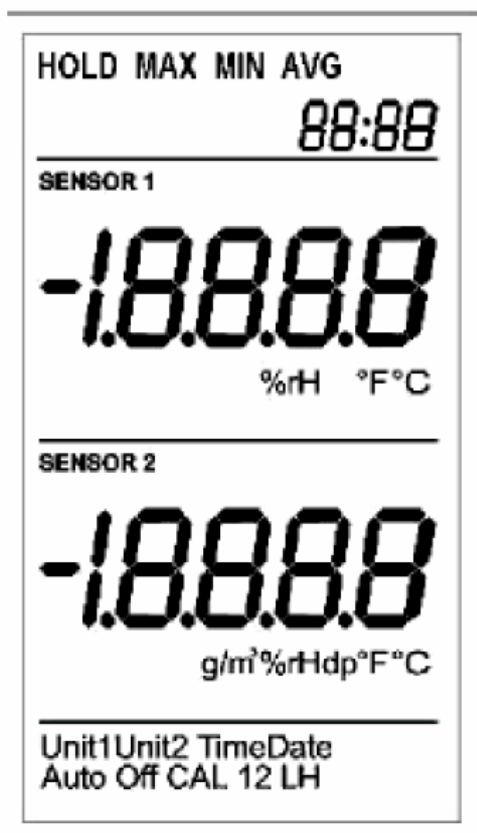 HOLD MAX MIN AVG
88:88
SENSOR 1
-1.8.8.8.8
%rH °F°C
SENSOR 2
-1.8.8.8.8
g/m³%rHdp°F°C
Unit1Unit2 TimeDate
Auto Off CAL 12 LH